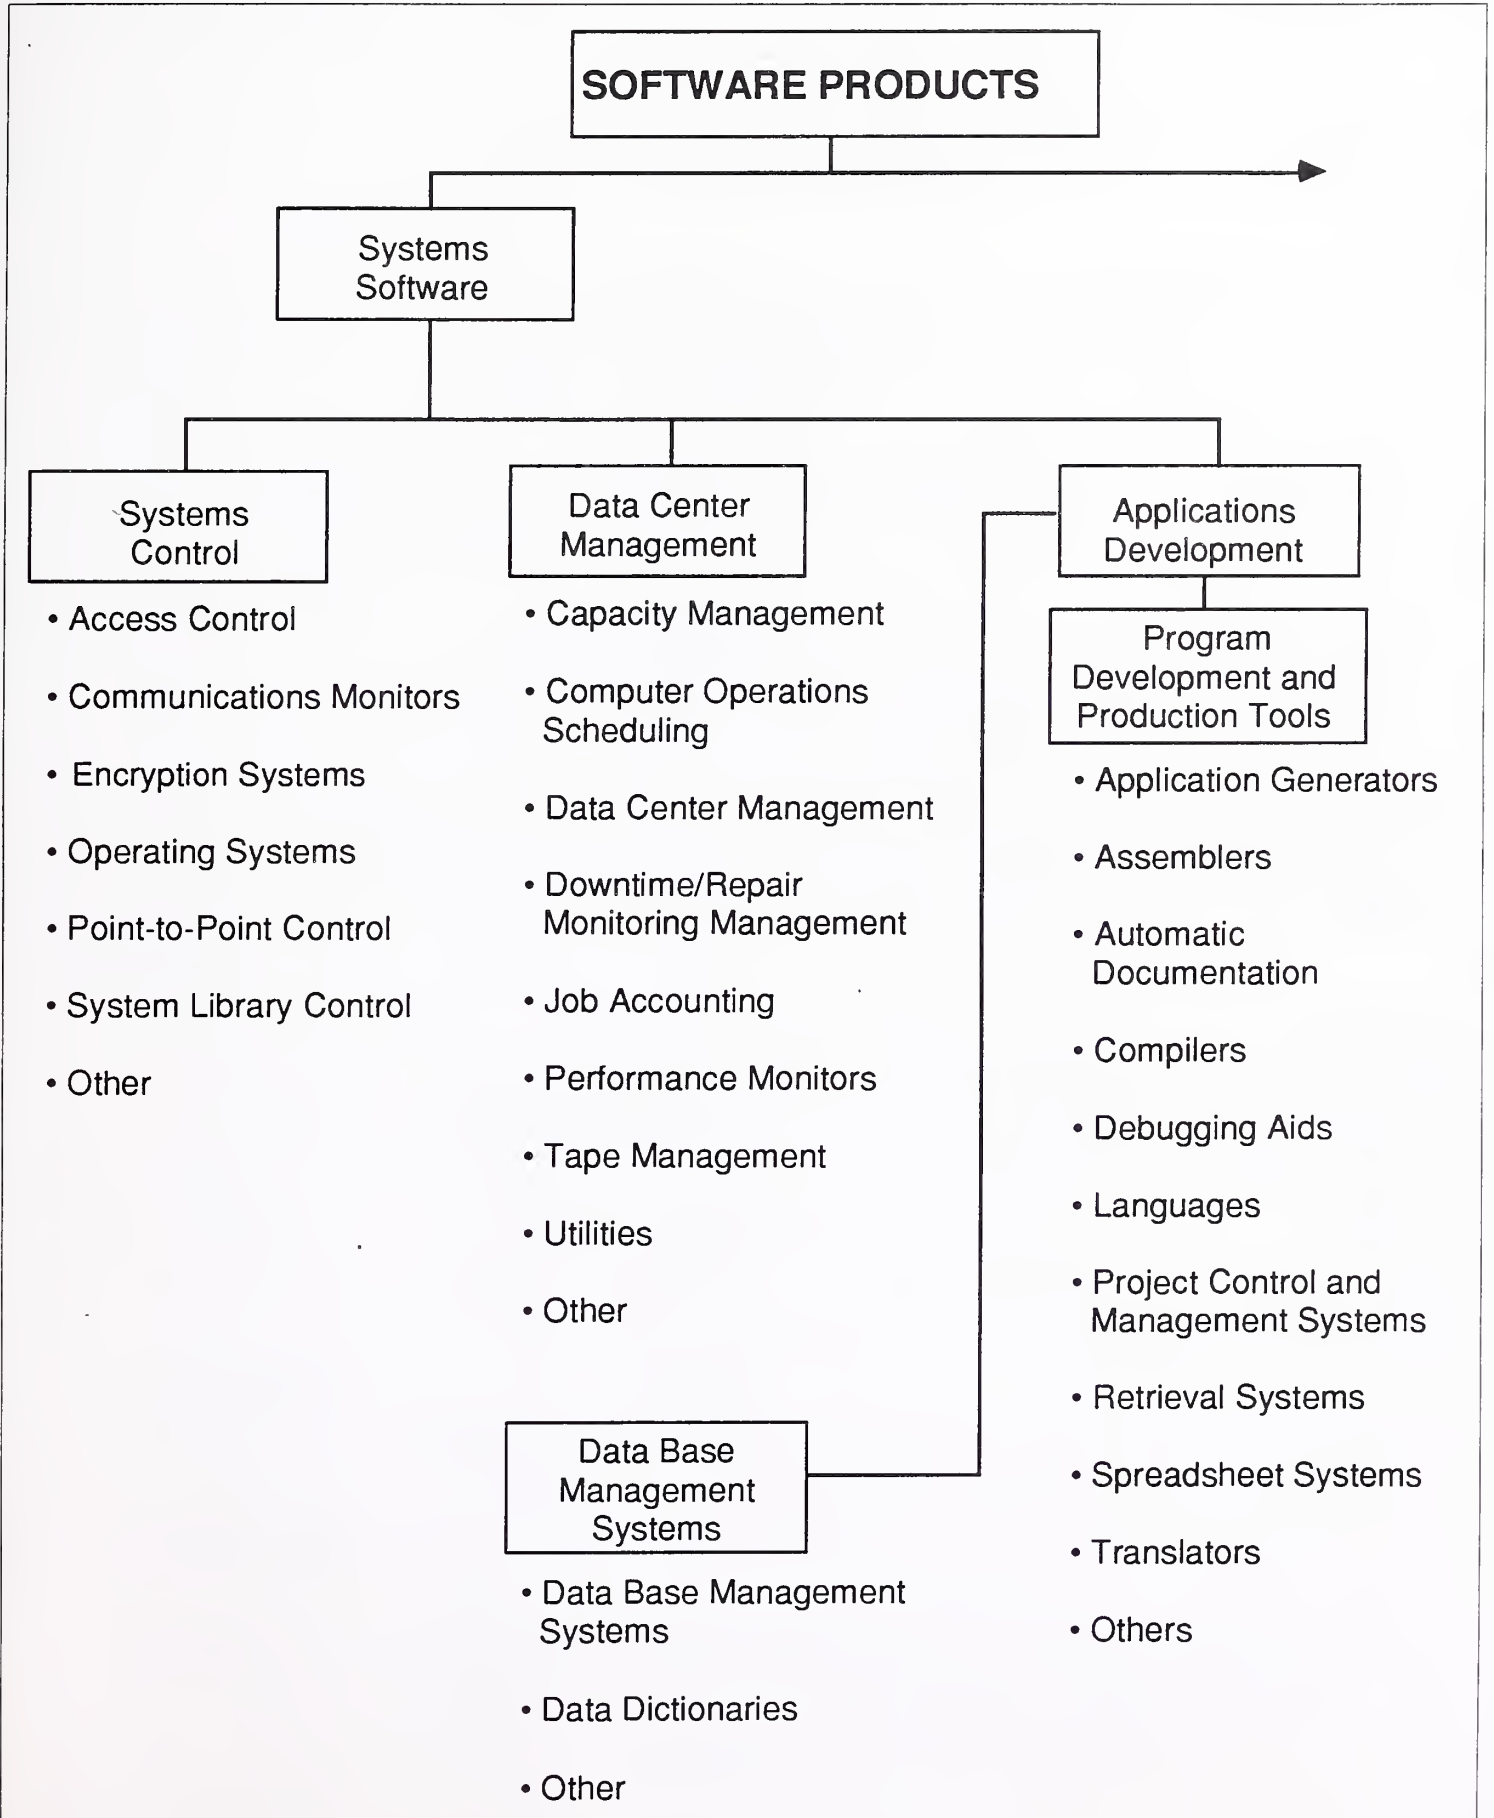 SOFTWARE PRODUCTS
Systems
Software
Systems
Control
• Access Control
• Communications Monitors
• Encryption Systems
• Operating Systems
• Point-to-Point Control
• System Library Control
• Other
Data Center
Management
• Capacity Management
• Computer Operations
Scheduling
• Data Center Management
• Downtime/Repair
Monitoring Management
• Job Accounting
• Performance Monitors
• Tape Management
• Utilities
• Other
Data Base
Management
Systems
• Data Base Management
Systems
• Data Dictionaries
• Other
Applications
Development
Program
Development and
Production Tools
• Application Generators
• Assemblers
• Automatic
Documentation
• Compilers
• Debugging Aids
• Languages
• Project Control and
Management Systems
• Retrieval Systems
• Spreadsheet Systems
• Translators
• Others